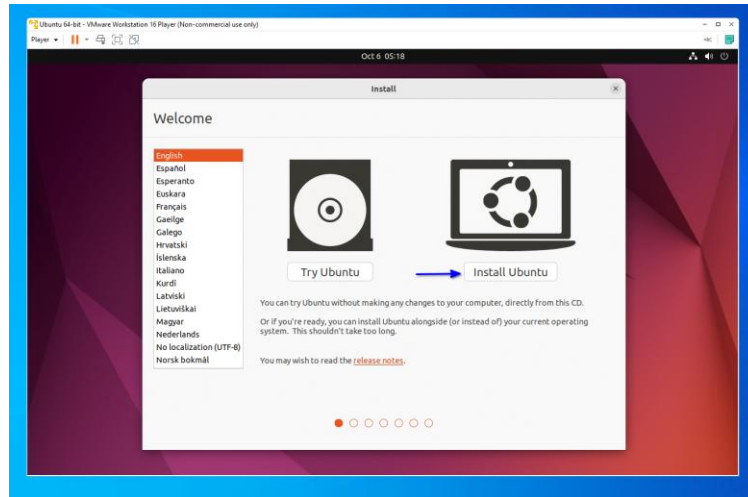 Ubuntu 64-bit - VMware Workstation 16 Player (Non-commercial use only)
Player
Oct 6 05:18
Install
Welcome
English
Español
Esperanto
Euskara
Français
Gaeilge
Galego
Hrvatski
Íslenska
Italiano
Kurdî
Latviski
Lietuviškai
Magyar
Nederlands
No localization (UTF-8)
Norsk bokmål
Try Ubuntu
Install Ubuntu
You can try Ubuntu without making any changes to your computer, directly from this CD.
Or if you're ready, you can install Ubuntu alongside (or instead of) your current operating
system. This shouldn't take too long.
You may wish to read the release notes.